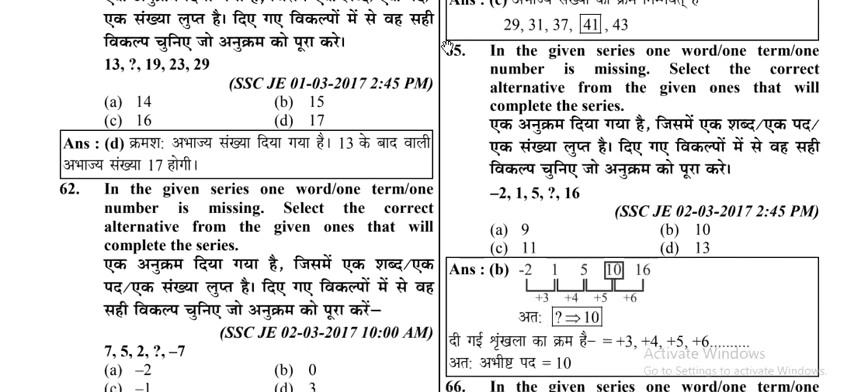 एक संख्या लुप्त है। दिए गए विकल्पों में से वह सही
विकल्प चुनिए जो अनुक्रम को पूरा करे।
13, ?, 19, 23, 29
(SSC JE 01-03-2017 2:45 PM)
(a) 14 (b) 15
(c) 16 (d) 17
Ans : (d) क्रमश: अभाज्य संख्या दिया गया है। 13 के बाद वाली
अभाज्य संख्या 17 होगी।
62. In the given series one word/one term/one
number is missing. Select the correct
alternative from the given ones that will
complete the series.
एक अनुक्रम दिया गया है, जिसमें एक शब्द/एक
पद/एक संख्या लुप्त है। दिए गए विकल्पों में से वह
सही विकल्प चुनिए जो अनुक्रम को पूरा करें–
(SSC JE 02-03-2017 10:00 AM)
7, 5, 2, ?, –7
(a) –2 (b) 0
(c) –1 (d) 3
29, 31, 37, 41, 43
65. In the given series one word/one term/one
number is missing. Select the correct
alternative from the given ones that will
complete the series.
एक अनुक्रम दिया गया है, जिसमें एक शब्द/एक पद/
एक संख्या लुप्त है। दिए गए विकल्पों में से वह सही
विकल्प चुनिए जो अनुक्रम को पूरा करे।
–2, 1, 5, ?, 16
(SSC JE 02-03-2017 2:45 PM)
(a) 9 (b) 10
(c) 11 (d) 13
Ans : (b) -2 1 5 10 16
+3 +4 +5 +6
अत: ?⇒10
दी गई शृंखला का क्रम है– = +3, +4, +5, +6..........
अत: अभीष्ट पद = 10
Activate Windows
Go to Settings to activate Windows.
66. In the given series one word/one term/one